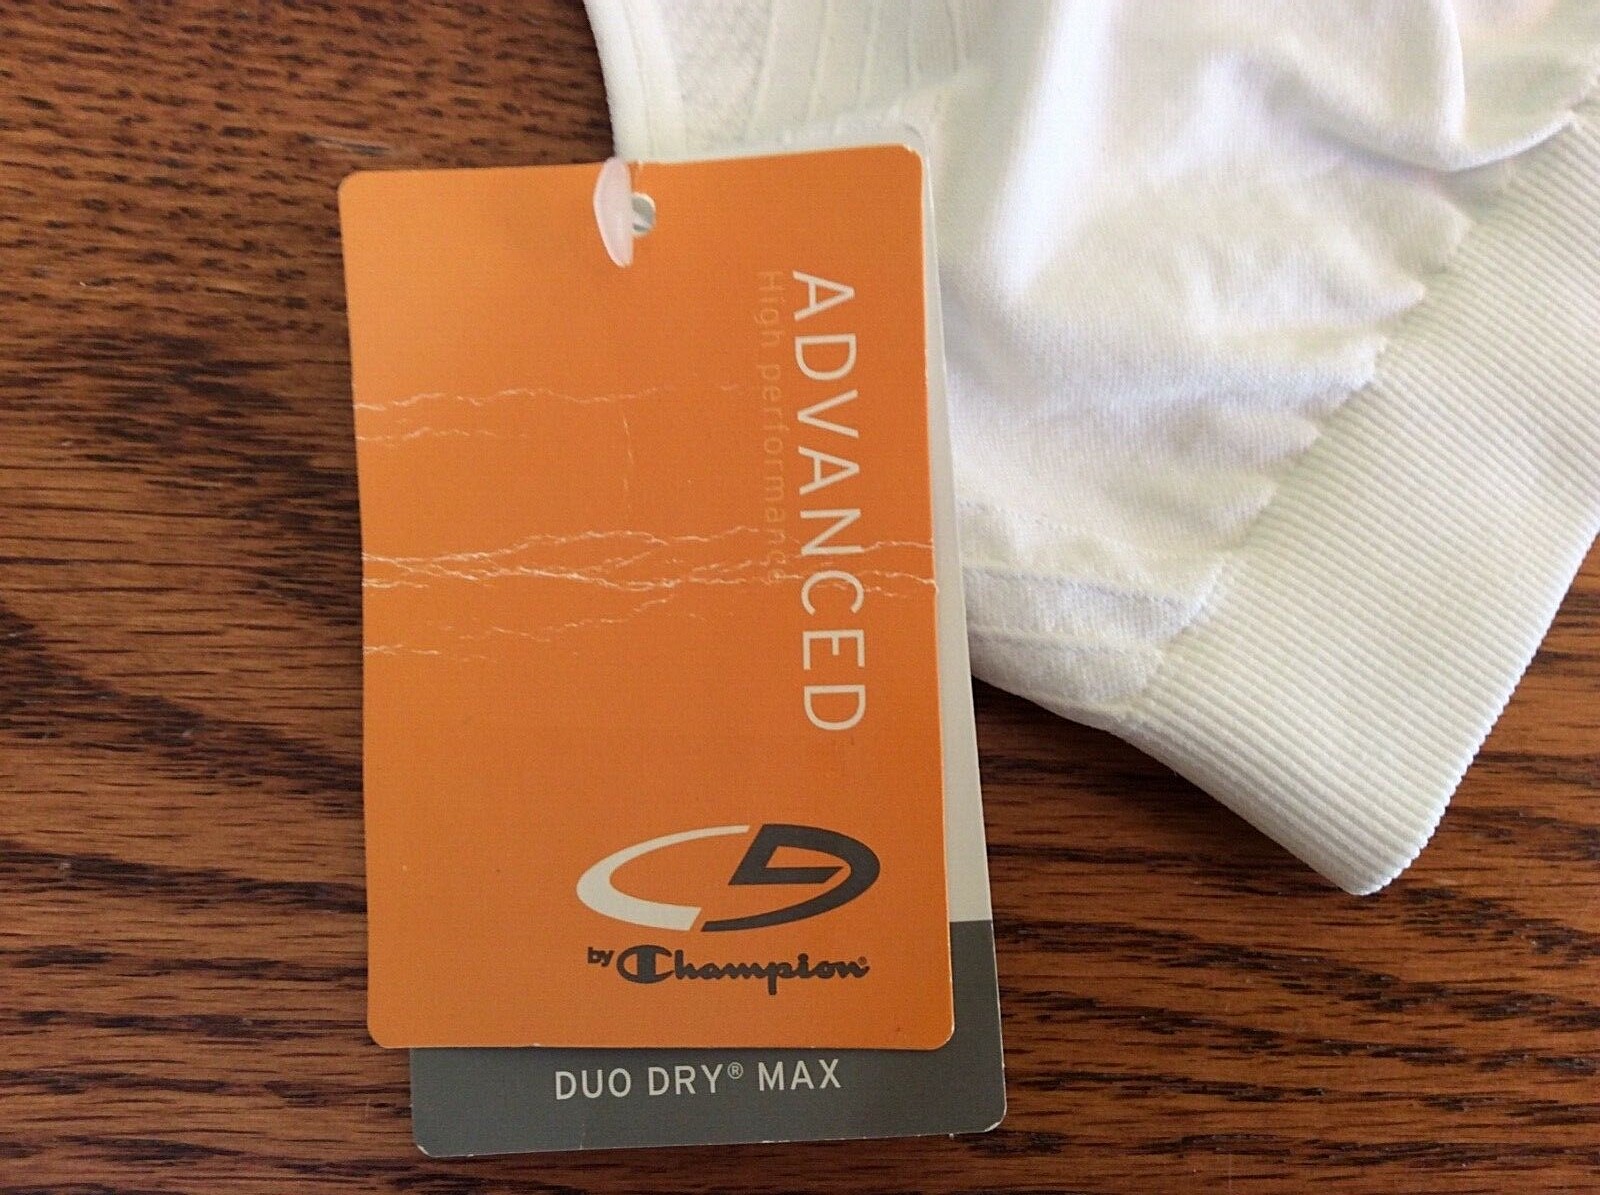 ADVANCED
High performance
by Champion®
DUO DRY® MAX